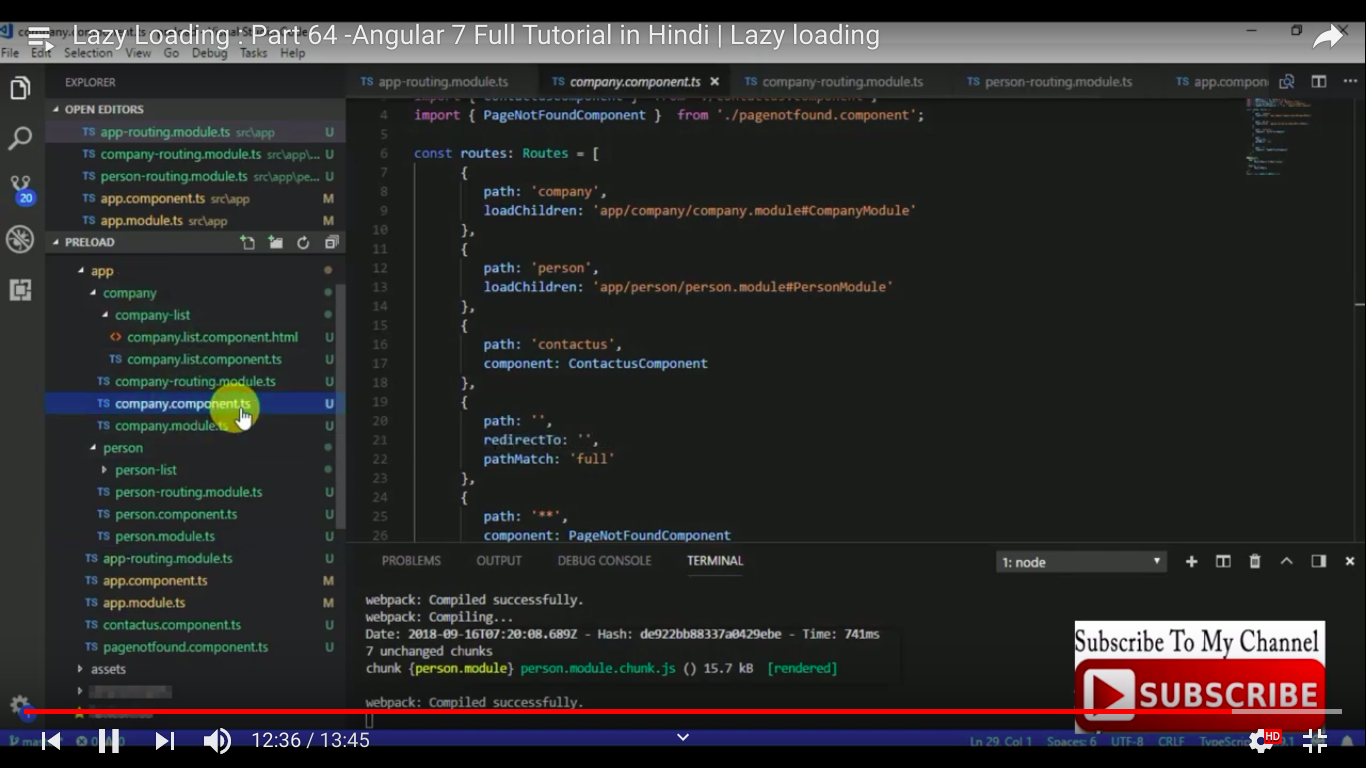 Lazy Loading : Part 64 -Angular 7 Full Tutorial in Hindi | Lazy loading
File Edit Selection View Go Debug Tasks Help
EXPLORER
OPEN EDITORS
TS app-routing.module.ts src\app U
TS company-routing.module.ts src\app\... U
TS person-routing.module.ts src\app\pe... U
TS app.component.ts src\app M
TS app.module.ts src\app M
20
PRELOAD
app
company
company-list
<> company.list.component.html U
TS company.list.component.ts U
TS company-routing.module.ts U
TS company.component.ts U
TS company.module.ts U
person
person-list
TS person-routing.module.ts U
TS person.component.ts U
TS person.module.ts U
TS app-routing.module.ts U
TS app.component.ts M
TS app.module.ts M
TS contactus.component.ts U
TS pagenotfound.component.ts U
assets
TS app-routing.module.ts TS company.component.ts × TS company-routing.module.ts TS person-routing.module.ts TS app.compon
import { ContactusComponent } from './contactus.component';
4 import { PageNotFoundComponent } from './pagenotfound.component';
5
6 const routes: Routes = [
7 {
8 path: 'company',
9 loadChildren: 'app/company/company.module#CompanyModule'
10 },
11 {
12 path: 'person',
13 loadChildren: 'app/person/person.module#PersonModule'
14 },
15 {
16 path: 'contactus',
17 component: ContactusComponent
18 },
19 {
20 path: '',
21 redirectTo: '',
22 pathMatch: 'full'
23 },
24 {
25 path: '**',
26 component: PageNotFoundComponent
PROBLEMS OUTPUT DEBUG CONSOLE TERMINAL 1: node
webpack: Compiled successfully.
webpack: Compiling...
Date: 2018-09-16T07:20:08.689Z - Hash: de922bb88337a0429ebe - Time: 741ms
7 unchanged chunks
chunk {person.module} person.module.chunk.js () 15.7 kB [rendered]
webpack: Compiled successfully.
Subscribe To My Channel
SUBSCRIBE
12:36 / 13:45
HD
Ln 29, Col 1 Spaces: 6 UTF-8 CRLF